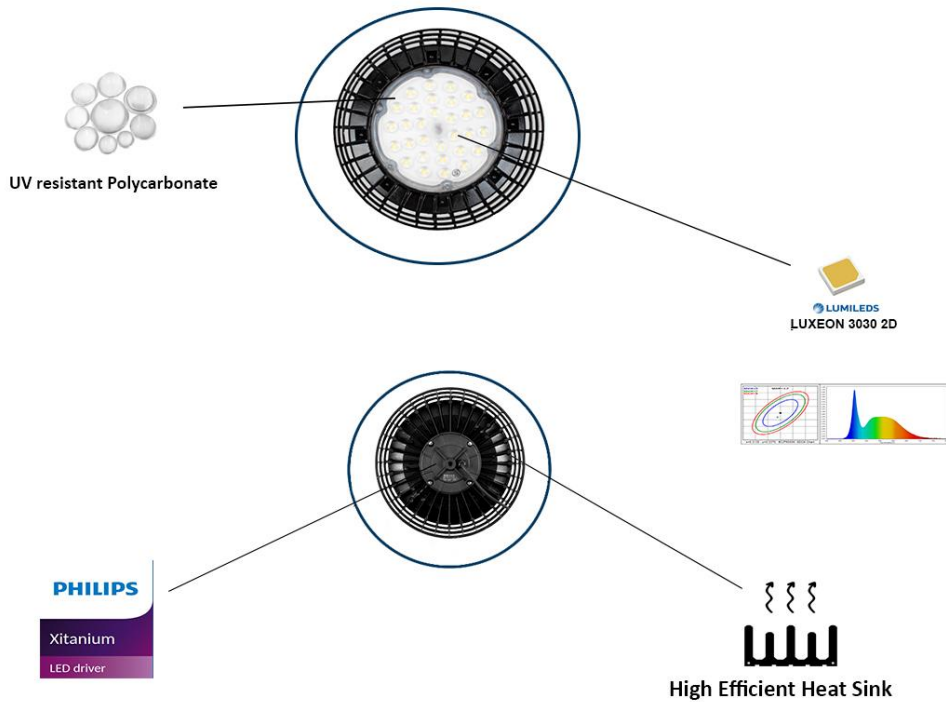 UV resistant Polycarbonate
LUMILEDS
LUXEON 3030 2D
PHILIPS
Xitanium
LED driver
High Efficient Heat Sink